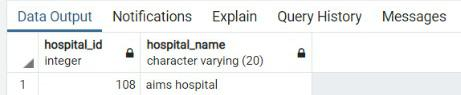 Data Output Notifications Explain Query History Messages
hospital_id hospital_name
integer character varying (20)
1 108 aims hospital